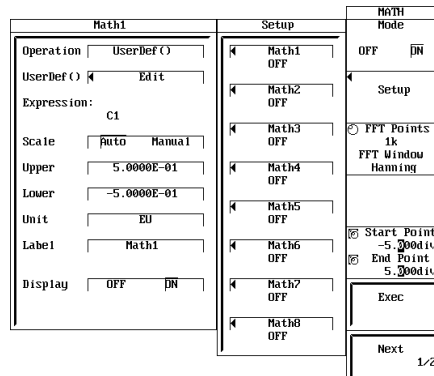 Math1
Operation UserDef()
UserDef() Edit
Expression:
C1
Scale Auto Manual
Upper 5.0000E-01
Lower -5.0000E-01
Unit EU
Label Math1
Display OFF ON
Setup
Math1
OFF
Math2
OFF
Math3
OFF
Math4
OFF
Math5
OFF
Math6
OFF
Math7
OFF
Math8
OFF
MATH
Mode
OFF ON
Setup
FFT Points
1k
FFT Window
Hanning
Start Point
-5.000div
End Point
5.000div
Exec
Next
1/2